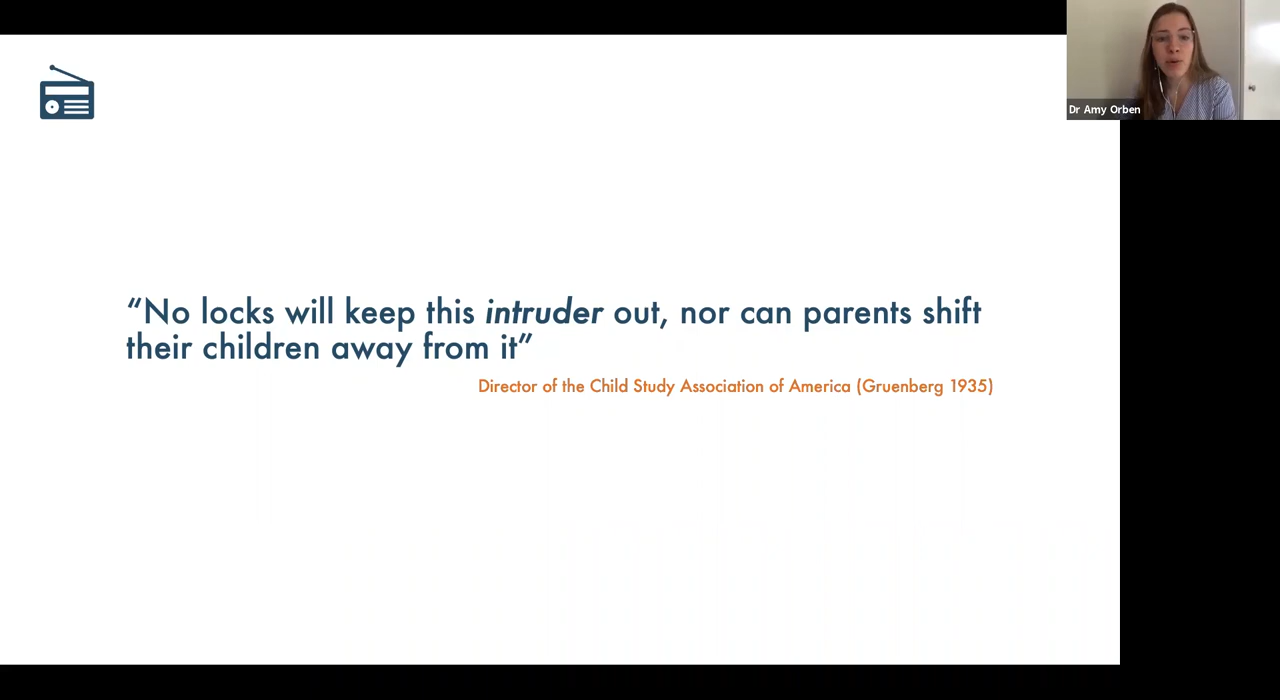 Dr Amy Orben
“No locks will keep this intruder out, nor can parents shift
their children away from it”
Director of the Child Study Association of America (Gruenberg 1935)